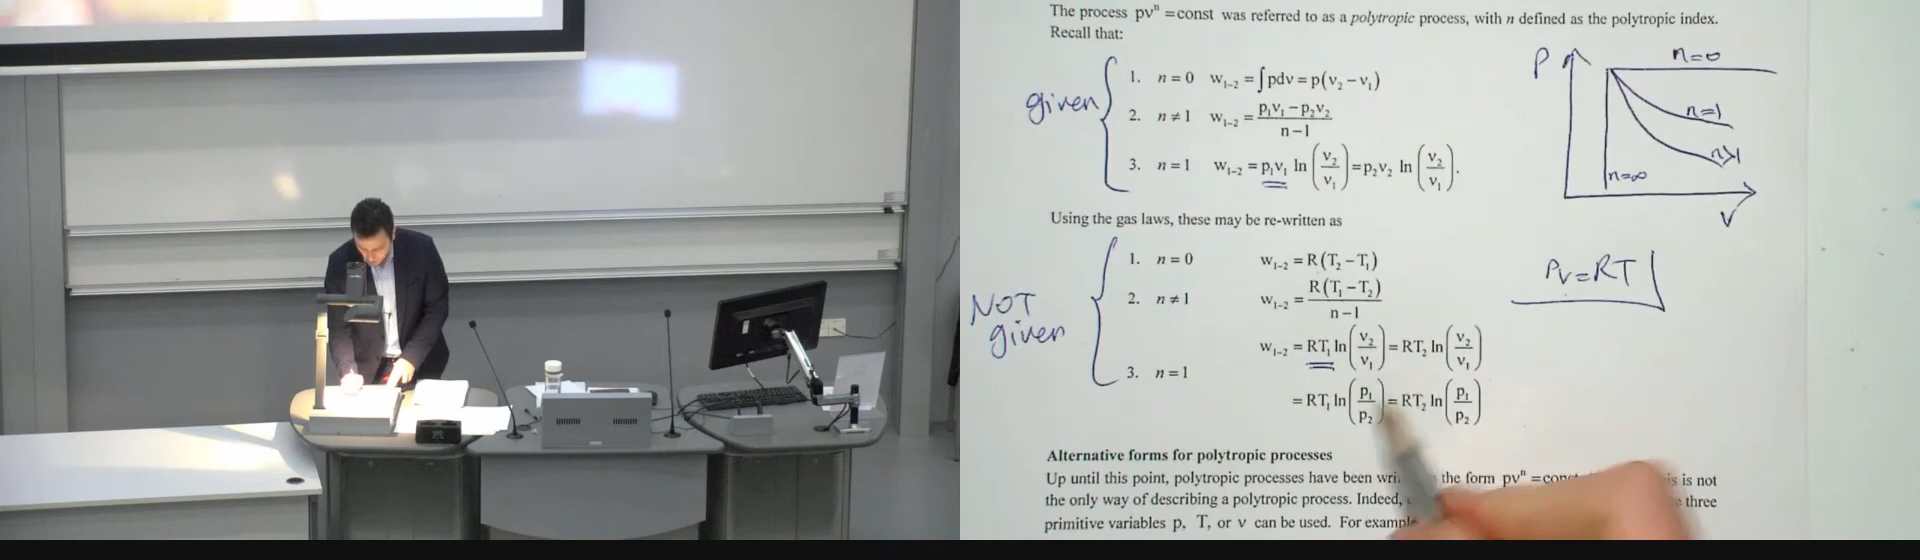 The process pvⁿ =const was referred to as a polytropic process, with n defined as the polytropic index.
Recall that:
given
1. n = 0 w₁₋₂ = ∫pdv = p(v₂ − v₁)
2. n ≠ 1 w₁₋₂ = (p₁v₁ − p₂v₂)/(n − 1)
3. n = 1 w₁₋₂ = p₁v₁ ln(v₂/v₁) = p₂v₂ ln(v₂/v₁).
P
n=0
n=1
n>1
n=∞
V
Using the gas laws, these may be re-written as
NOT
given
1. n = 0 w₁₋₂ = R(T₂ − T₁)
2. n ≠ 1 w₁₋₂ = R(T₁ − T₂)/(n − 1)
w₁₋₂ = RT₁ ln(v₂/v₁) = RT₂ ln(v₂/v₁)
3. n = 1
= RT₁ ln(p₁/p₂) = RT₂ ln(p₁/p₂)
Pv=RT
Alternative forms for polytropic processes
Up until this point, polytropic processes have been the form pvⁿ is not
the only way of describing a polytropic process. Indeed, three
primitive variables p, T, or v can be used. For